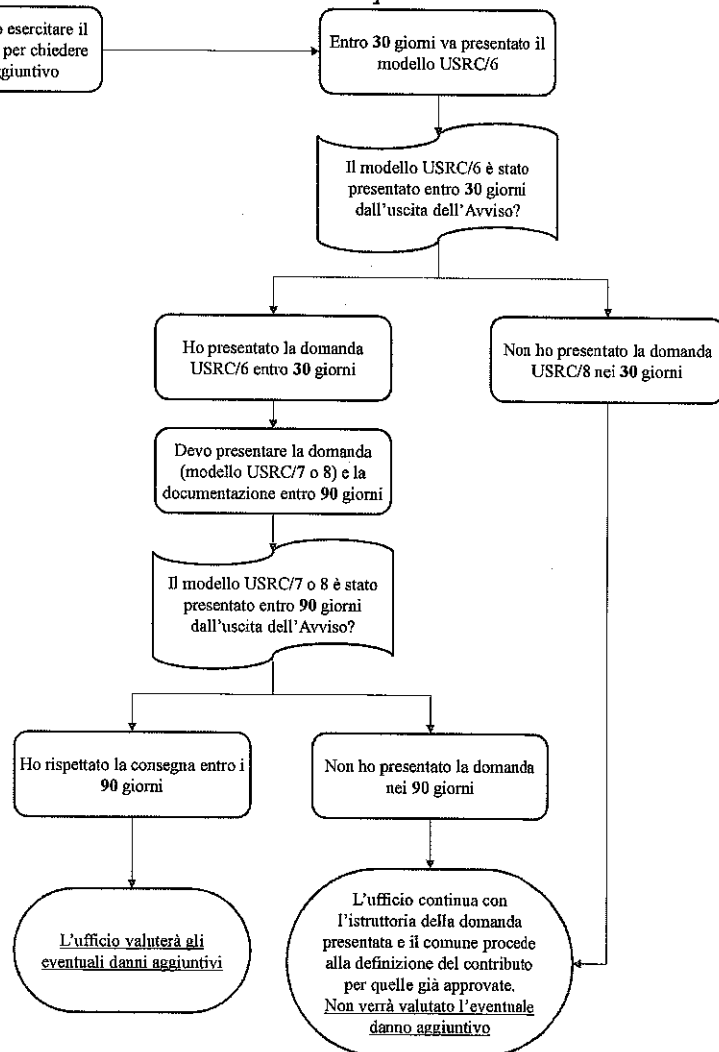 o esercitare il
per chiedere
ggiuntivo
Entro 30 giorni va presentato il
modello USRC/6
Il modello USRC/6 è stato
presentato entro 30 giorni
dall'uscita dell'Avviso?
Ho presentato la domanda
USRC/6 entro 30 giorni
Non ho presentato la domanda
USRC/8 nei 30 giorni
Devo presentare la domanda
(modello USRC/7 o 8) e la
documentazione entro 90 giorni
Il modello USRC/7 o 8 è stato
presentato entro 90 giorni
dall'uscita dell'Avviso?
Ho rispettato la consegna entro i
90 giorni
Non ho presentato la domanda
nei 90 giorni
L'ufficio valuterà gli
eventuali danni aggiuntivi
L'ufficio continua con
l'istruttoria della domanda
presentata e il comune procede
alla definizione del contributo
per quelle già approvate.
Non verrà valutato l'eventuale
danno aggiuntivo